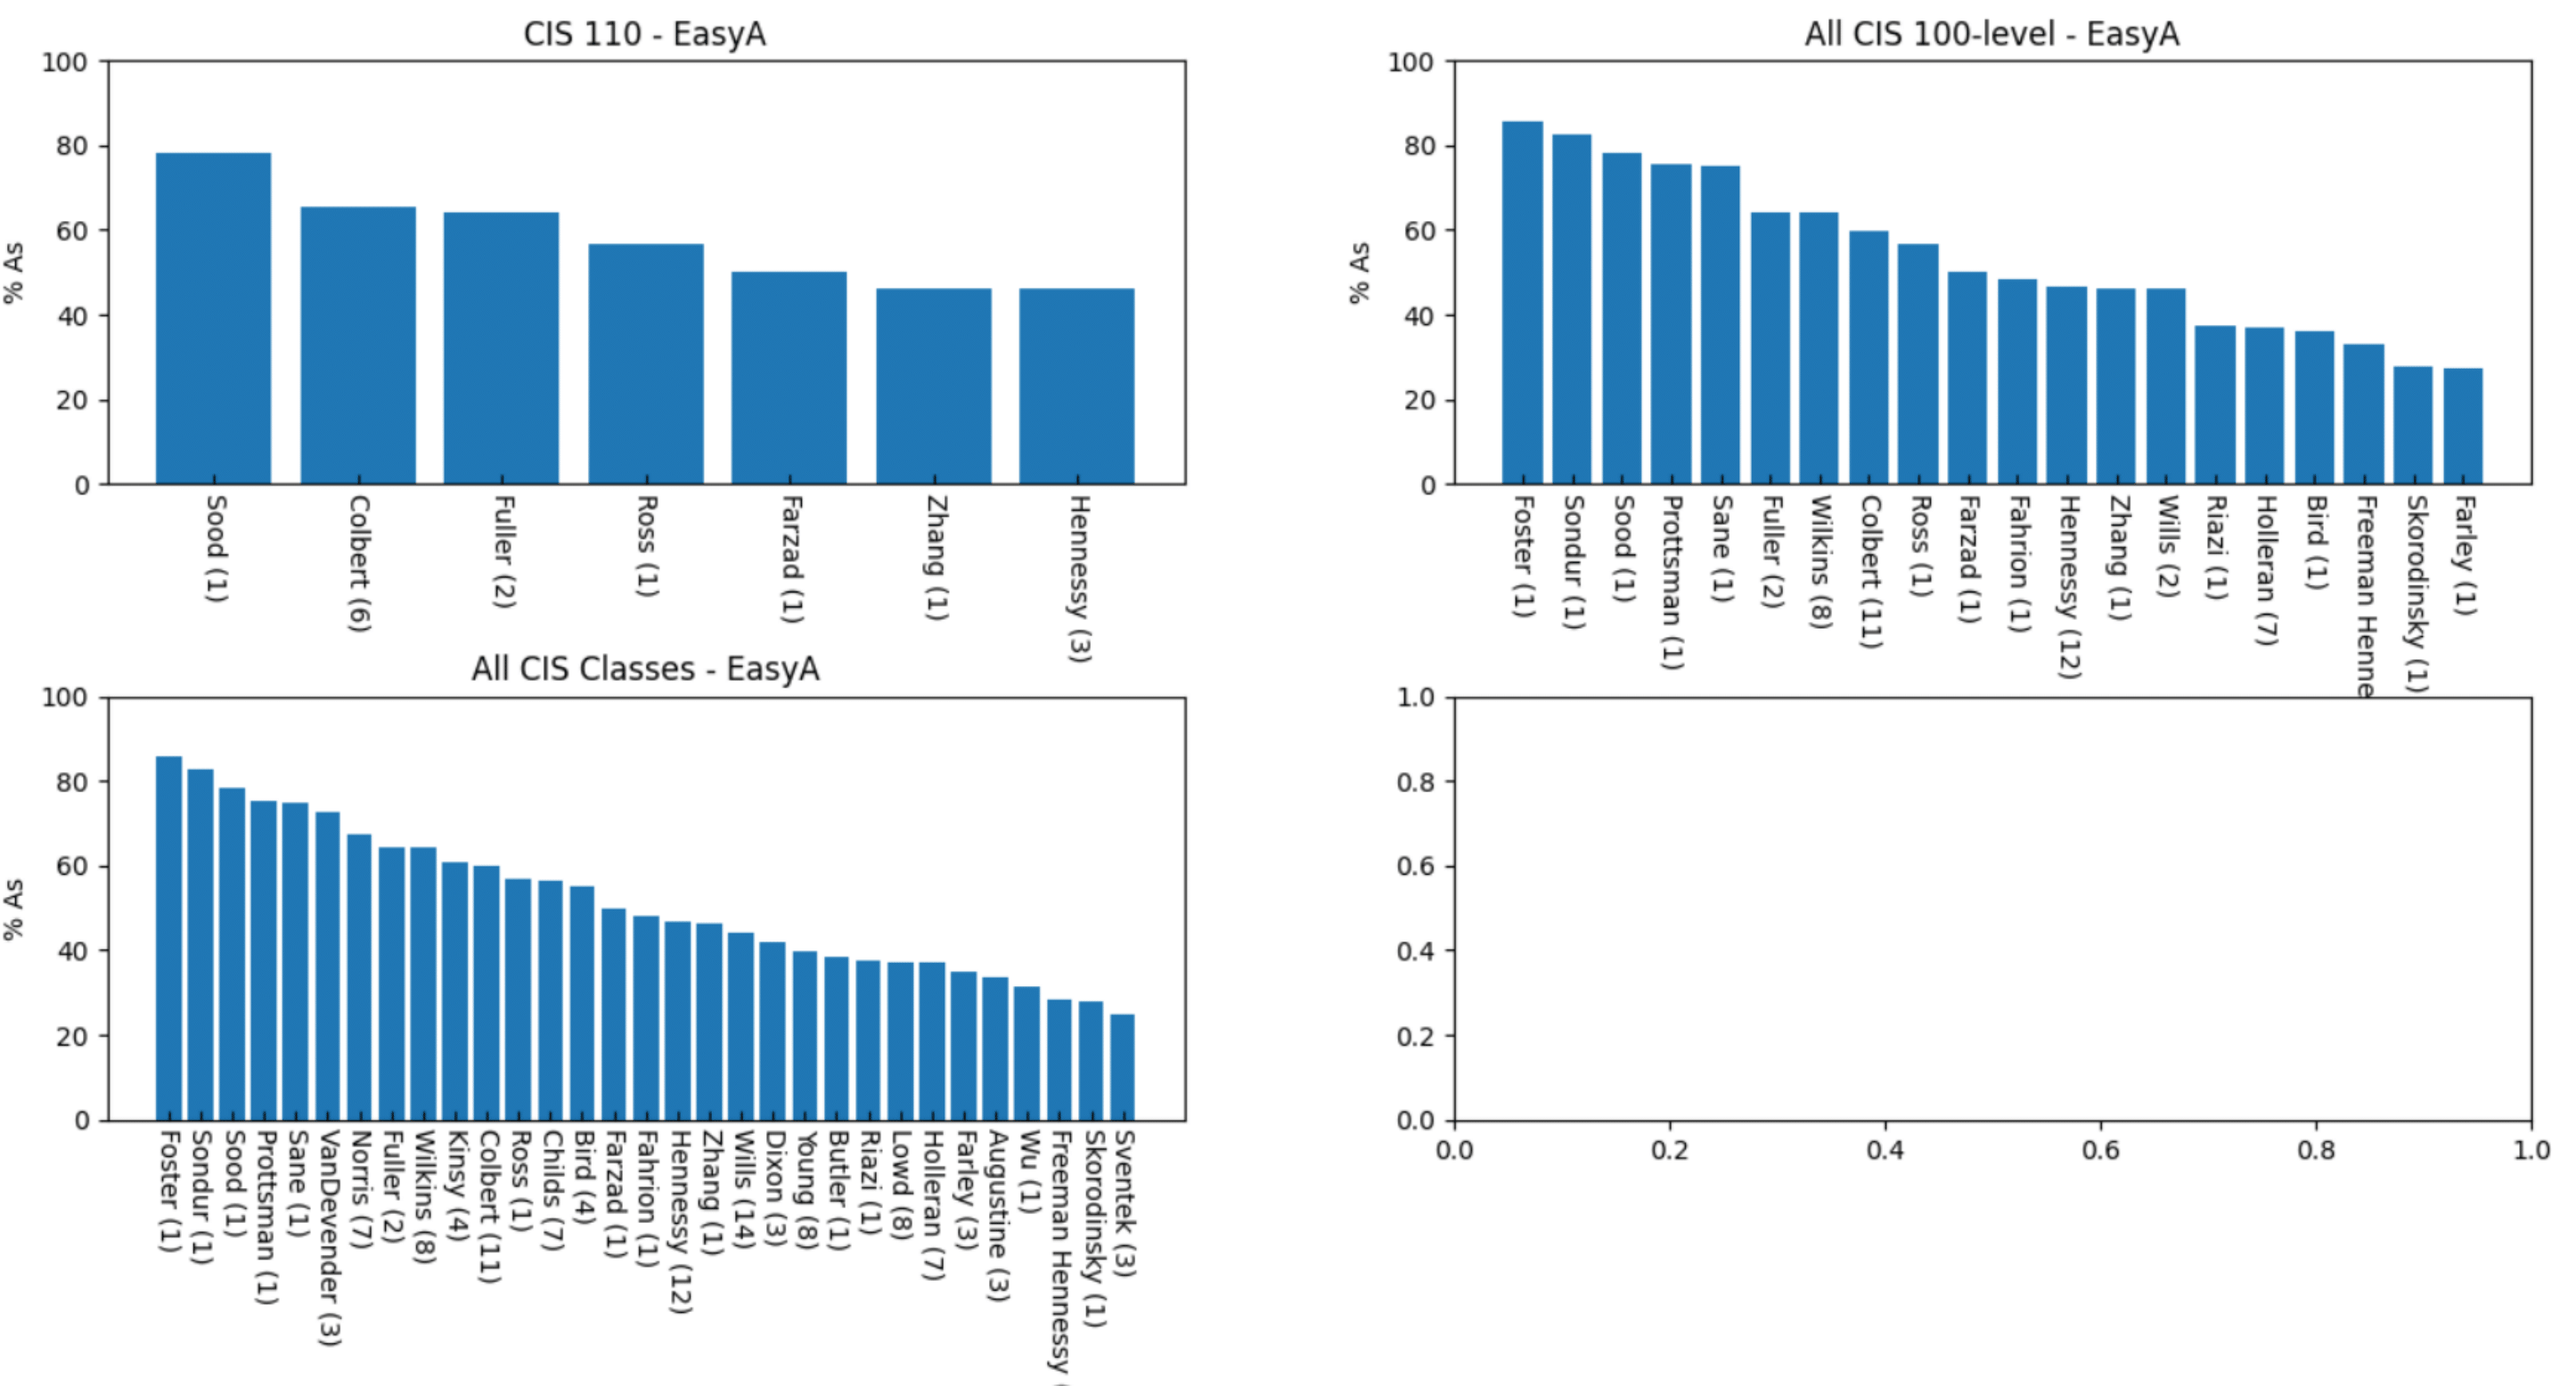 CIS 110 - EasyA
100
80
60
40
20
0
% As
Sood (1)
Colbert (6)
Fuller (2)
Ross (1)
Farzad (1)
Zhang (1)
Hennessy (3)
All CIS 100-level - EasyA
100
80
60
40
20
0
% As
Foster (1)
Sondur (1)
Sood (1)
Prottsman (1)
Sane (1)
Fuller (2)
Wilkins (8)
Colbert (11)
Ross (1)
Farzad (1)
Fahrion (1)
Hennessy (12)
Zhang (1)
Wills (2)
Riazi (1)
Holleran (7)
Bird (1)
Freeman Henne
Skorodinsky (1)
Farley (1)
All CIS Classes - EasyA
100
80
60
40
20
0
% As
Foster (1)
Sondur (1)
Sood (1)
Prottsman (1)
Sane (1)
VanDevender (3)
Norris (7)
Fuller (2)
Wilkins (8)
Kinsy (4)
Colbert (11)
Ross (1)
Childs (7)
Bird (4)
Farzad (1)
Fahrion (1)
Hennessy (12)
Zhang (1)
Wills (14)
Dixon (3)
Young (8)
Butler (1)
Riazi (1)
Lowd (8)
Holleran (7)
Farley (3)
Augustine (3)
Wu (1)
Freeman Hennessy (
Skorodinsky (1)
Sventek (3)
1.0
0.8
0.6
0.4
0.2
0.0
0.0 0.2 0.4 0.6 0.8 1.0